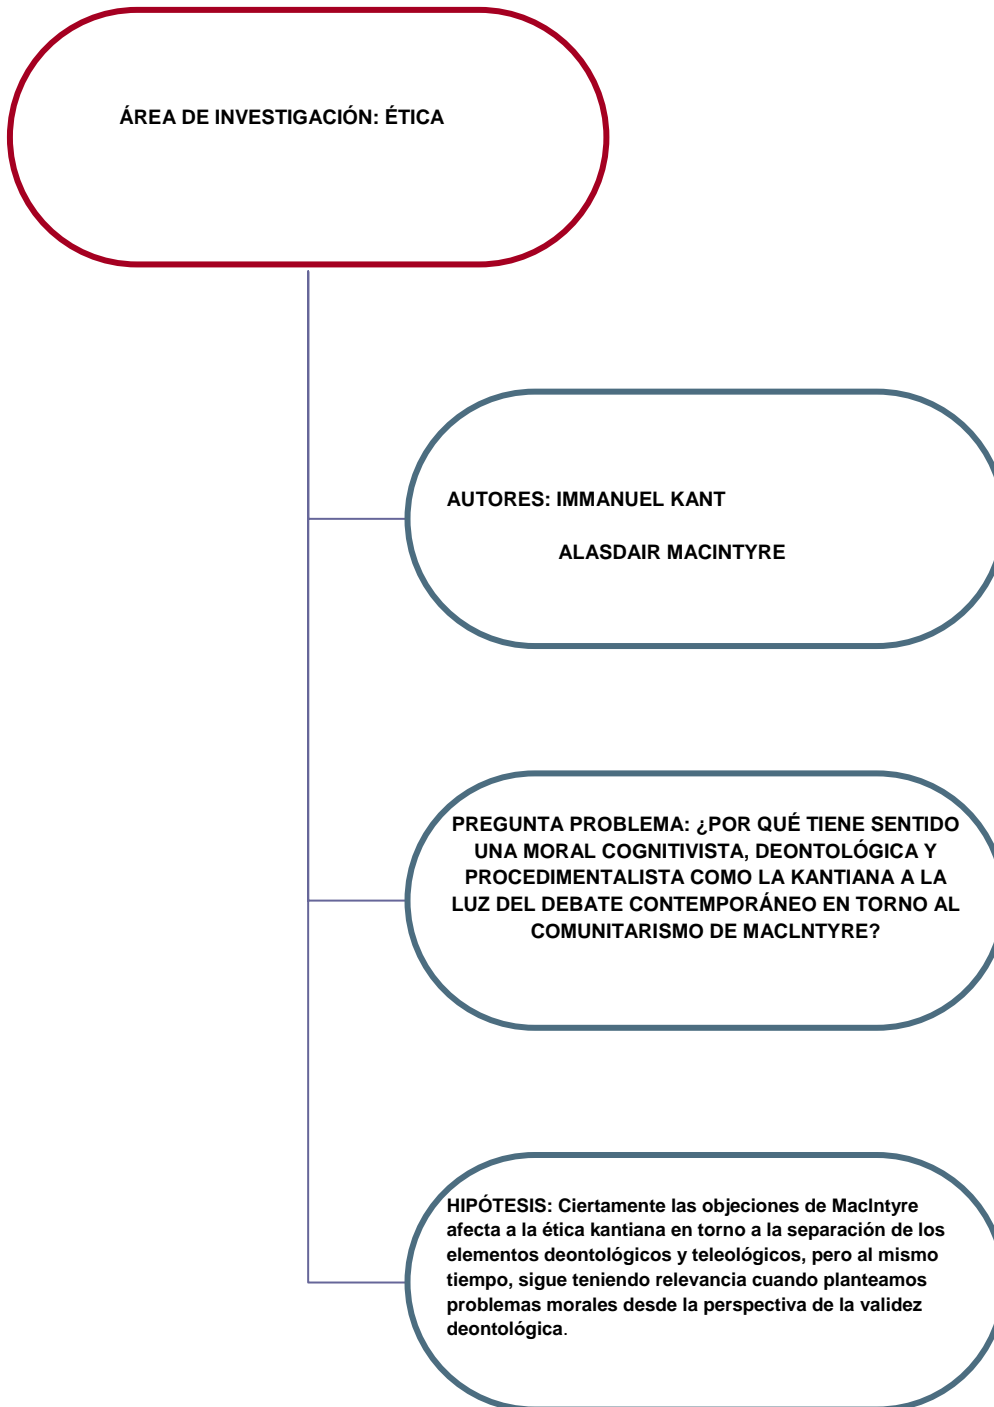 ÁREA DE INVESTIGACIÓN: ÉTICA
AUTORES: IMMANUEL KANT
ALASDAIR MACINTYRE
PREGUNTA PROBLEMA: ¿POR QUÉ TIENE SENTIDO
UNA MORAL COGNITIVISTA, DEONTOLÓGICA Y
PROCEDIMENTALISTA COMO LA KANTIANA A LA
LUZ DEL DEBATE CONTEMPORÁNEO EN TORNO AL
COMUNITARISMO DE MACLNTYRE?
HIPÓTESIS: Ciertamente las objeciones de MacIntyre
afecta a la ética kantiana en torno a la separación de los
elementos deontológicos y teleológicos, pero al mismo
tiempo, sigue teniendo relevancia cuando planteamos
problemas morales desde la perspectiva de la validez
deontológica.